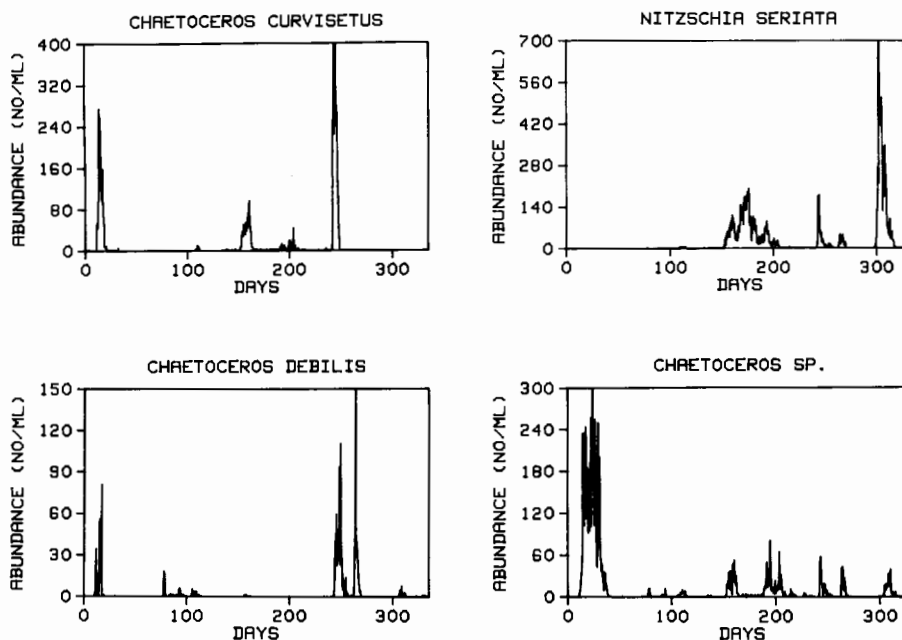 CHAETOCEROS CURVISETUS
ABUNDANCE (NO/ML)
400
320
240
160
80
0
0 100 200 300
DAYS
NITZSCHIA SERIATA
ABUNDANCE (NO/ML)
700
560
420
280
140
0
0 100 200 300
DAYS
CHAETOCEROS DEBILIS
ABUNDANCE (NO/ML)
150
120
90
60
30
0
0 100 200 300
DAYS
CHAETOCEROS SP.
ABUNDANCE (NO/ML)
300
240
180
120
60
0
0 100 200 300
DAYS